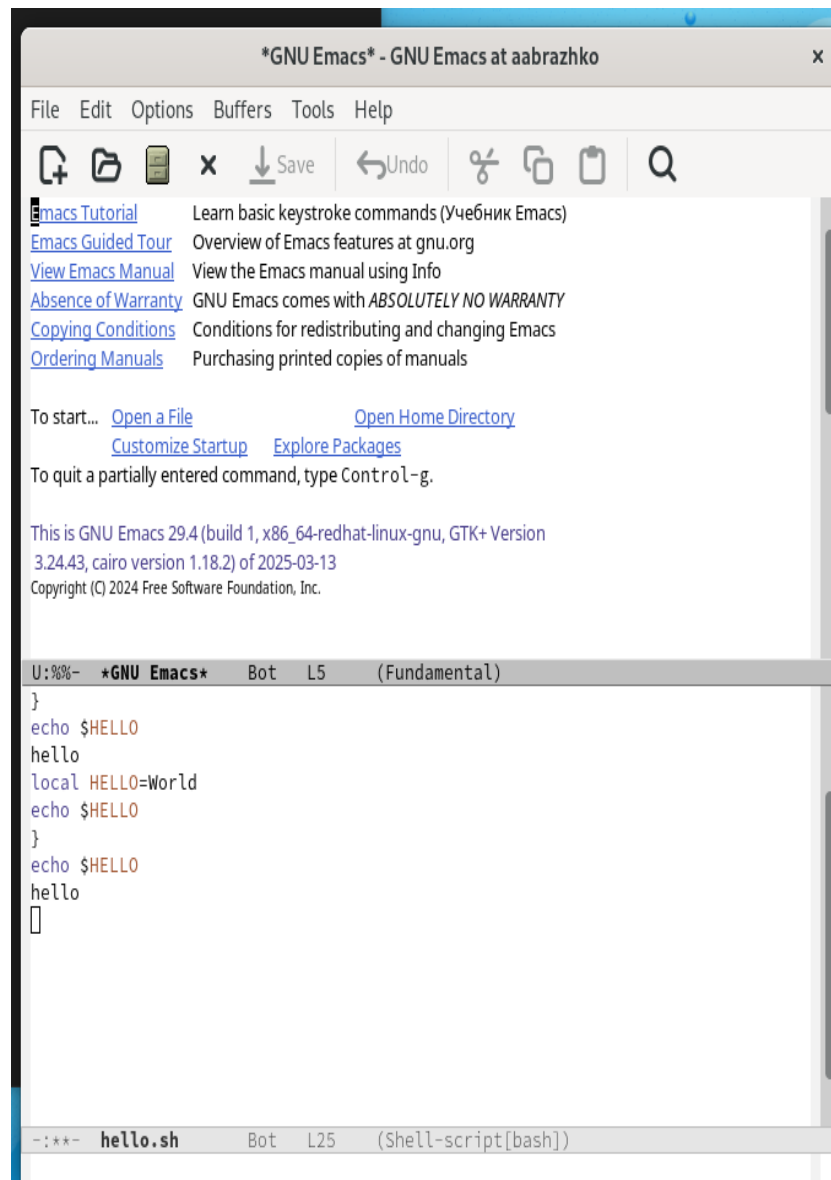 *GNU Emacs* - GNU Emacs at aabrazhko ×
File Edit Options Buffers Tools Help
Save Undo
Emacs Tutorial Learn basic keystroke commands (Учебник Emacs)
Emacs Guided Tour Overview of Emacs features at gnu.org
View Emacs Manual View the Emacs manual using Info
Absence of Warranty GNU Emacs comes with ABSOLUTELY NO WARRANTY
Copying Conditions Conditions for redistributing and changing Emacs
Ordering Manuals Purchasing printed copies of manuals
To start... Open a File Open Home Directory
Customize Startup Explore Packages
To quit a partially entered command, type Control-g.
This is GNU Emacs 29.4 (build 1, x86_64-redhat-linux-gnu, GTK+ Version
3.24.43, cairo version 1.18.2) of 2025-03-13
Copyright (C) 2024 Free Software Foundation, Inc.
U:%%- *GNU Emacs* Bot L5 (Fundamental)
}
echo $HELLO
hello
local HELLO=World
echo $HELLO
}
echo $HELLO
hello
-:**- hello.sh Bot L25 (Shell-script[bash])